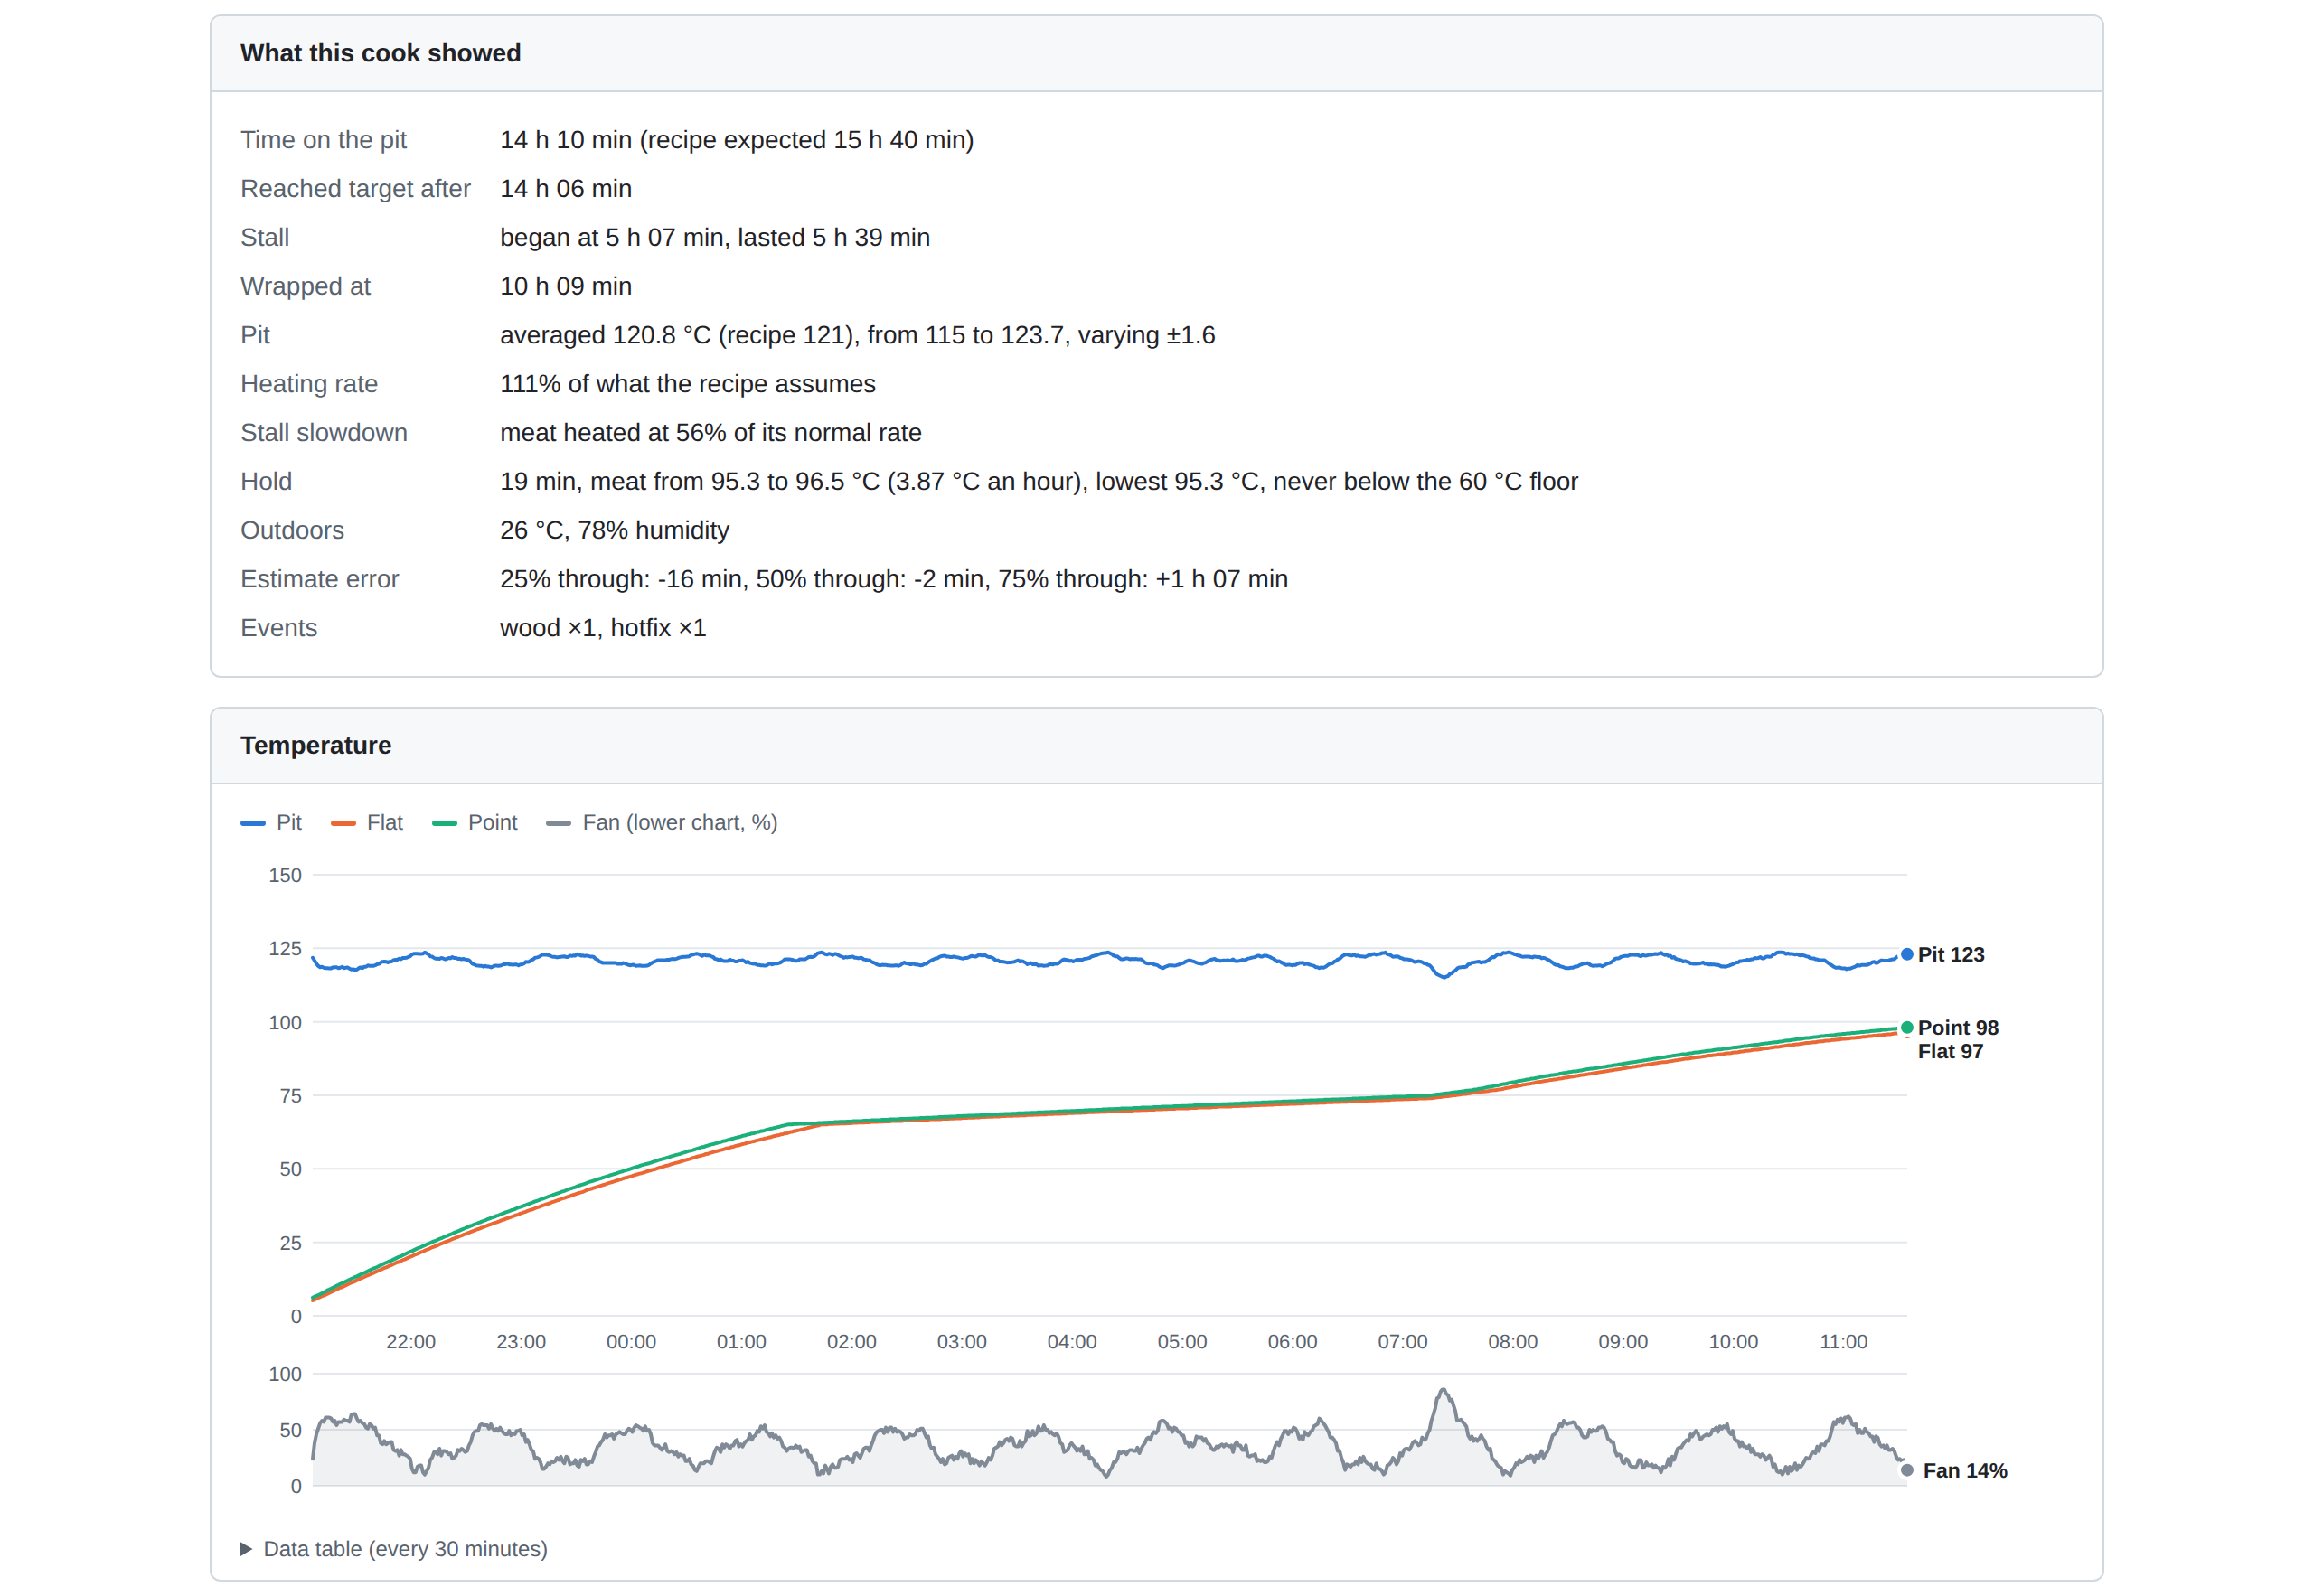 What this cook showed
Time on the pit 14 h 10 min (recipe expected 15 h 40 min)
Reached target after 14 h 06 min
Stall began at 5 h 07 min, lasted 5 h 39 min
Wrapped at 10 h 09 min
Pit averaged 120.8 °C (recipe 121), from 115 to 123.7, varying ±1.6
Heating rate 111% of what the recipe assumes
Stall slowdown meat heated at 56% of its normal rate
Hold 19 min, meat from 95.3 to 96.5 °C (3.87 °C an hour), lowest 95.3 °C, never below the 60 °C floor
Outdoors 26 °C, 78% humidity
Estimate error 25% through: -16 min, 50% through: -2 min, 75% through: +1 h 07 min
Events wood ×1, hotfix ×1
Temperature
Pit Flat Point Fan (lower chart, %)
150
125
Pit 123
100
Point 98
Flat 97
75
50
25
0
22:00 23:00 00:00 01:00 02:00 03:00 04:00 05:00 06:00 07:00 08:00 09:00 10:00 11:00
100
50
Fan 14%
0
Data table (every 30 minutes)